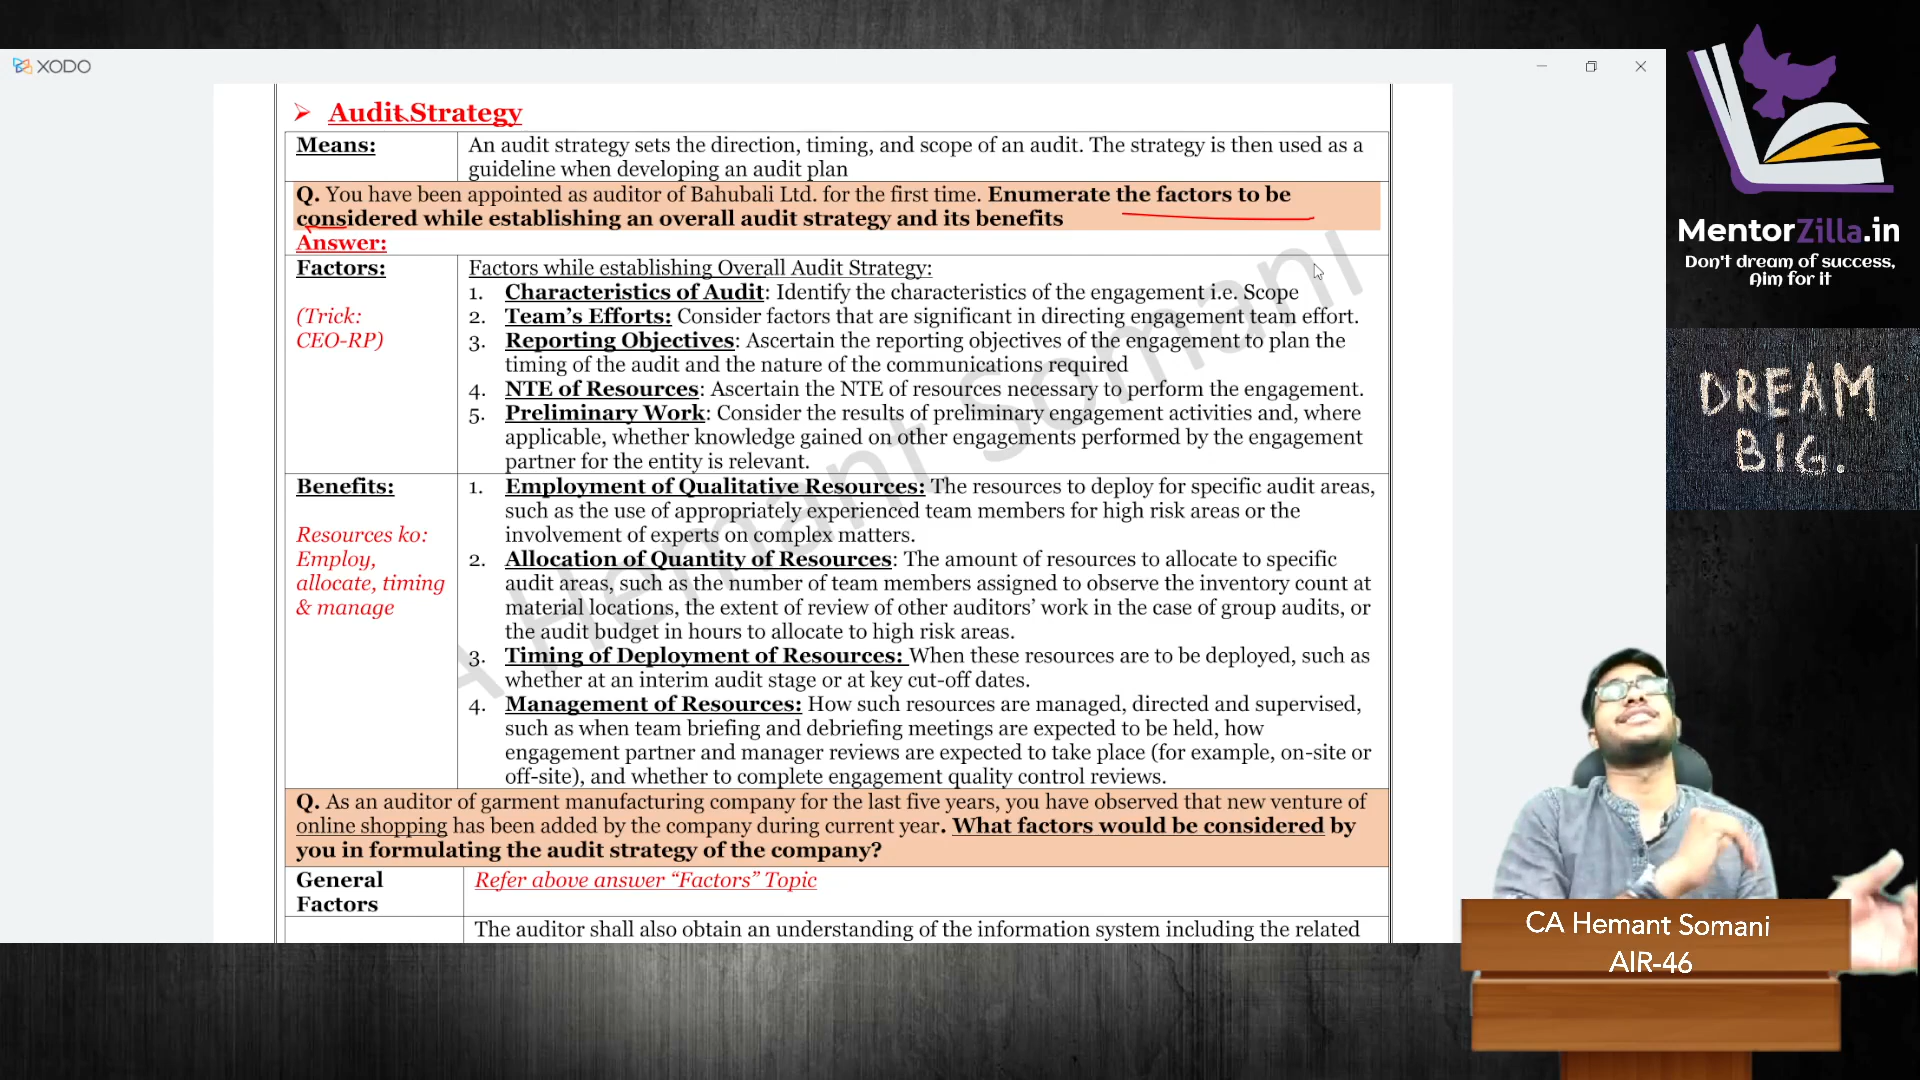 XODO
➢ Audit Strategy
Means: An audit strategy sets the direction, timing, and scope of an audit. The strategy is then used as a
guideline when developing an audit plan
Q. You have been appointed as auditor of Bahubali Ltd. for the first time. Enumerate the factors to be
considered while establishing an overall audit strategy and its benefits
Answer:
Factors:
(Trick:
CEO-RP)
Factors while establishing Overall Audit Strategy:
1. Characteristics of Audit: Identify the characteristics of the engagement i.e. Scope
2. Team's Efforts: Consider factors that are significant in directing engagement team effort.
3. Reporting Objectives: Ascertain the reporting objectives of the engagement to plan the
timing of the audit and the nature of the communications required
4. NTE of Resources: Ascertain the NTE of resources necessary to perform the engagement.
5. Preliminary Work: Consider the results of preliminary engagement activities and, where
applicable, whether knowledge gained on other engagements performed by the engagement
partner for the entity is relevant.
Benefits:
Resources ko:
Employ,
allocate, timing
& manage
1. Employment of Qualitative Resources: The resources to deploy for specific audit areas,
such as the use of appropriately experienced team members for high risk areas or the
involvement of experts on complex matters.
2. Allocation of Quantity of Resources: The amount of resources to allocate to specific
audit areas, such as the number of team members assigned to observe the inventory count at
material locations, the extent of review of other auditors' work in the case of group audits, or
the audit budget in hours to allocate to high risk areas.
3. Timing of Deployment of Resources: When these resources are to be deployed, such as
whether at an interim audit stage or at key cut-off dates.
4. Management of Resources: How such resources are managed, directed and supervised,
such as when team briefing and debriefing meetings are expected to be held, how
engagement partner and manager reviews are expected to take place (for example, on-site or
off-site), and whether to complete engagement quality control reviews.
Q. As an auditor of garment manufacturing company for the last five years, you have observed that new venture of
online shopping has been added by the company during current year. What factors would be considered by
you in formulating the audit strategy of the company?
General
Factors
Refer above answer “Factors” Topic
The auditor shall also obtain an understanding of the information system including the related
A Hemant Somani
MentorZilla.in
Don't dream of success,
Aim for it
DREAM
BIG.
CA Hemant Somani
AIR-46